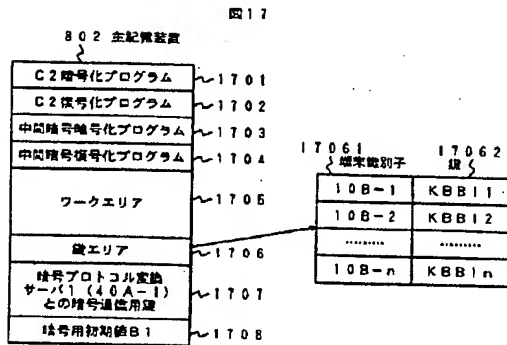 図17
802 主記憶装置
C2暗号化プログラム 1701
C2復号化プログラム 1702
中間暗号暗号化プログラム 1703
中間暗号復号化プログラム 1704
ワークエリア 1705
鍵エリア 1706
暗号プロトコル変換
サーバ1(40A-1)
との暗号通信用鍵 1707
暗号用初期値B1 1708
17061 17062
端末識別子 鍵
10B-1 KBB11
10B-2 KBB12
……… ………
10B-n KBB1n